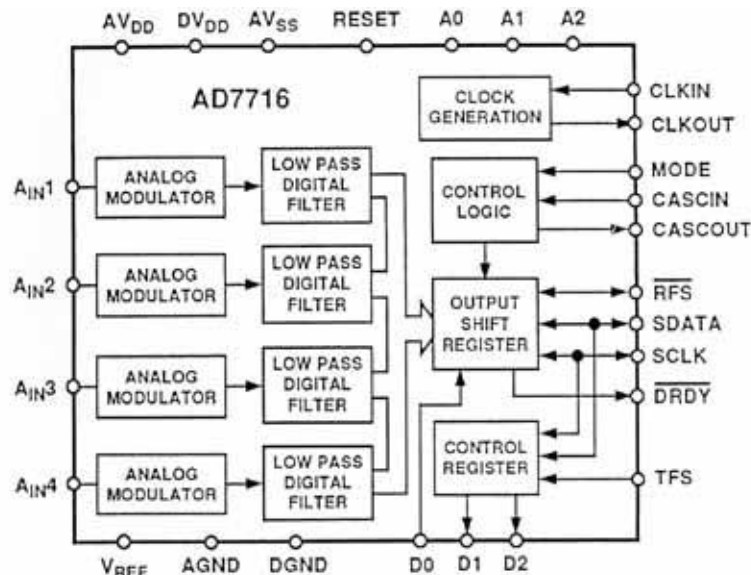 AVDD DVDD AVSS RESET A0 A1 A2
AD7716
CLOCK
GENERATION
CLKIN
CLKOUT
AIN1
ANALOG
MODULATOR
LOW PASS
DIGITAL
FILTER
CONTROL
LOGIC
MODE
CASCIN
CASCOUT
AIN2
ANALOG
MODULATOR
LOW PASS
DIGITAL
FILTER
OUTPUT
SHIFT
REGISTER
RFS
SDATA
SCLK
DRDY
AIN3
ANALOG
MODULATOR
LOW PASS
DIGITAL
FILTER
AIN4
ANALOG
MODULATOR
LOW PASS
DIGITAL
FILTER
CONTROL
REGISTER
TFS
VREF AGND DGND D0 D1 D2